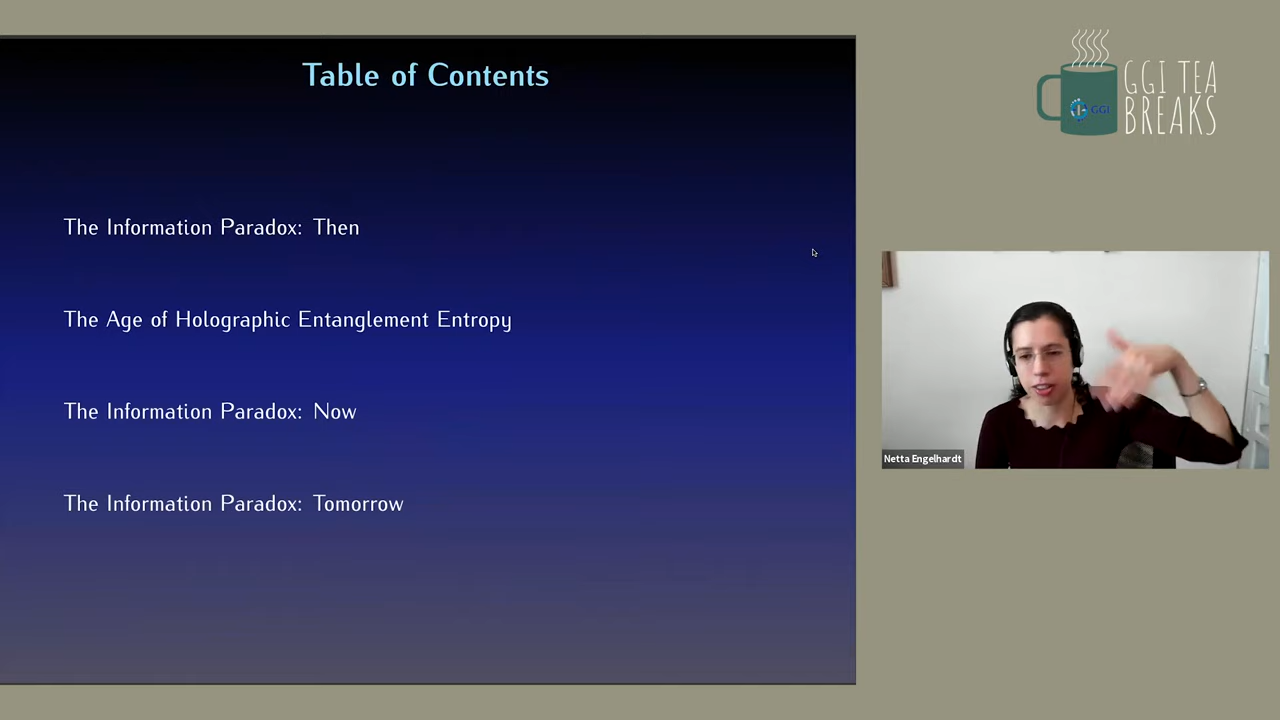 Table of Contents
The Information Paradox: Then
The Age of Holographic Entanglement Entropy
The Information Paradox: Now
The Information Paradox: Tomorrow
GGI TEA
BREAKS
GGI
Netta Engelhardt